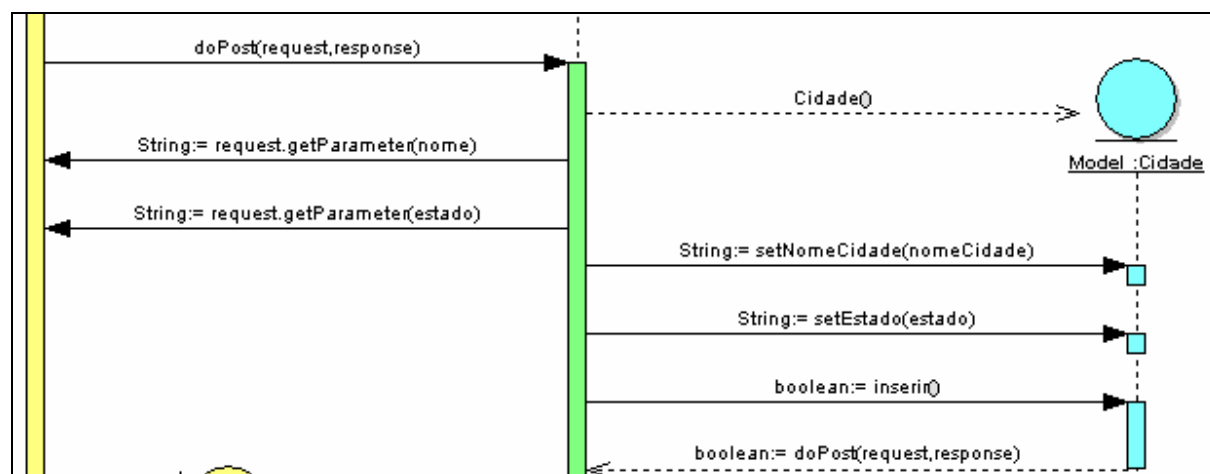 doPost(request,response)
Cidade()
String:= request.getParameter(nome)
Model :Cidade
String:= request.getParameter(estado)
String:= setNomeCidade(nomeCidade)
String:= setEstado(estado)
boolean:= inserir()
boolean:= doPost(request,response)